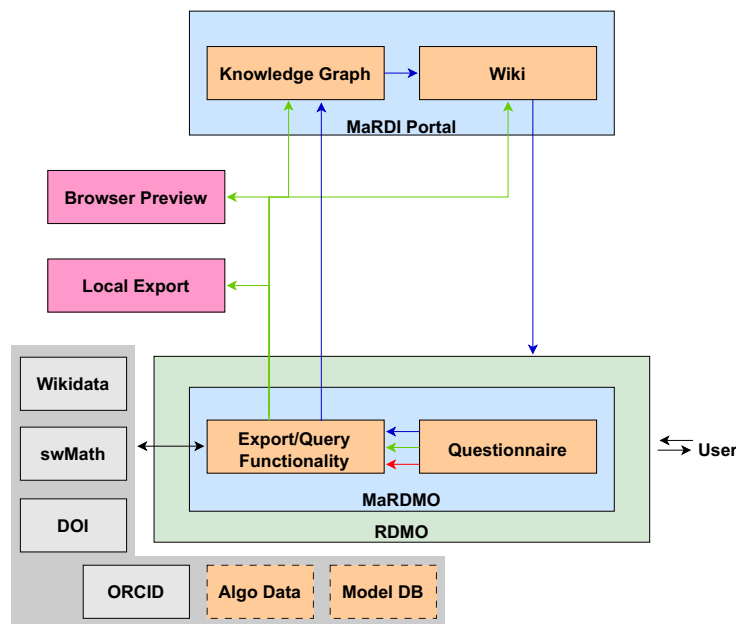 Knowledge Graph
Wiki
MaRDI Portal
Browser Preview
Local Export
Wikidata
swMath
DOI
ORCID
Algo Data
Model DB
Export/Query
Functionality
Questionnaire
MaRDMO
RDMO
User